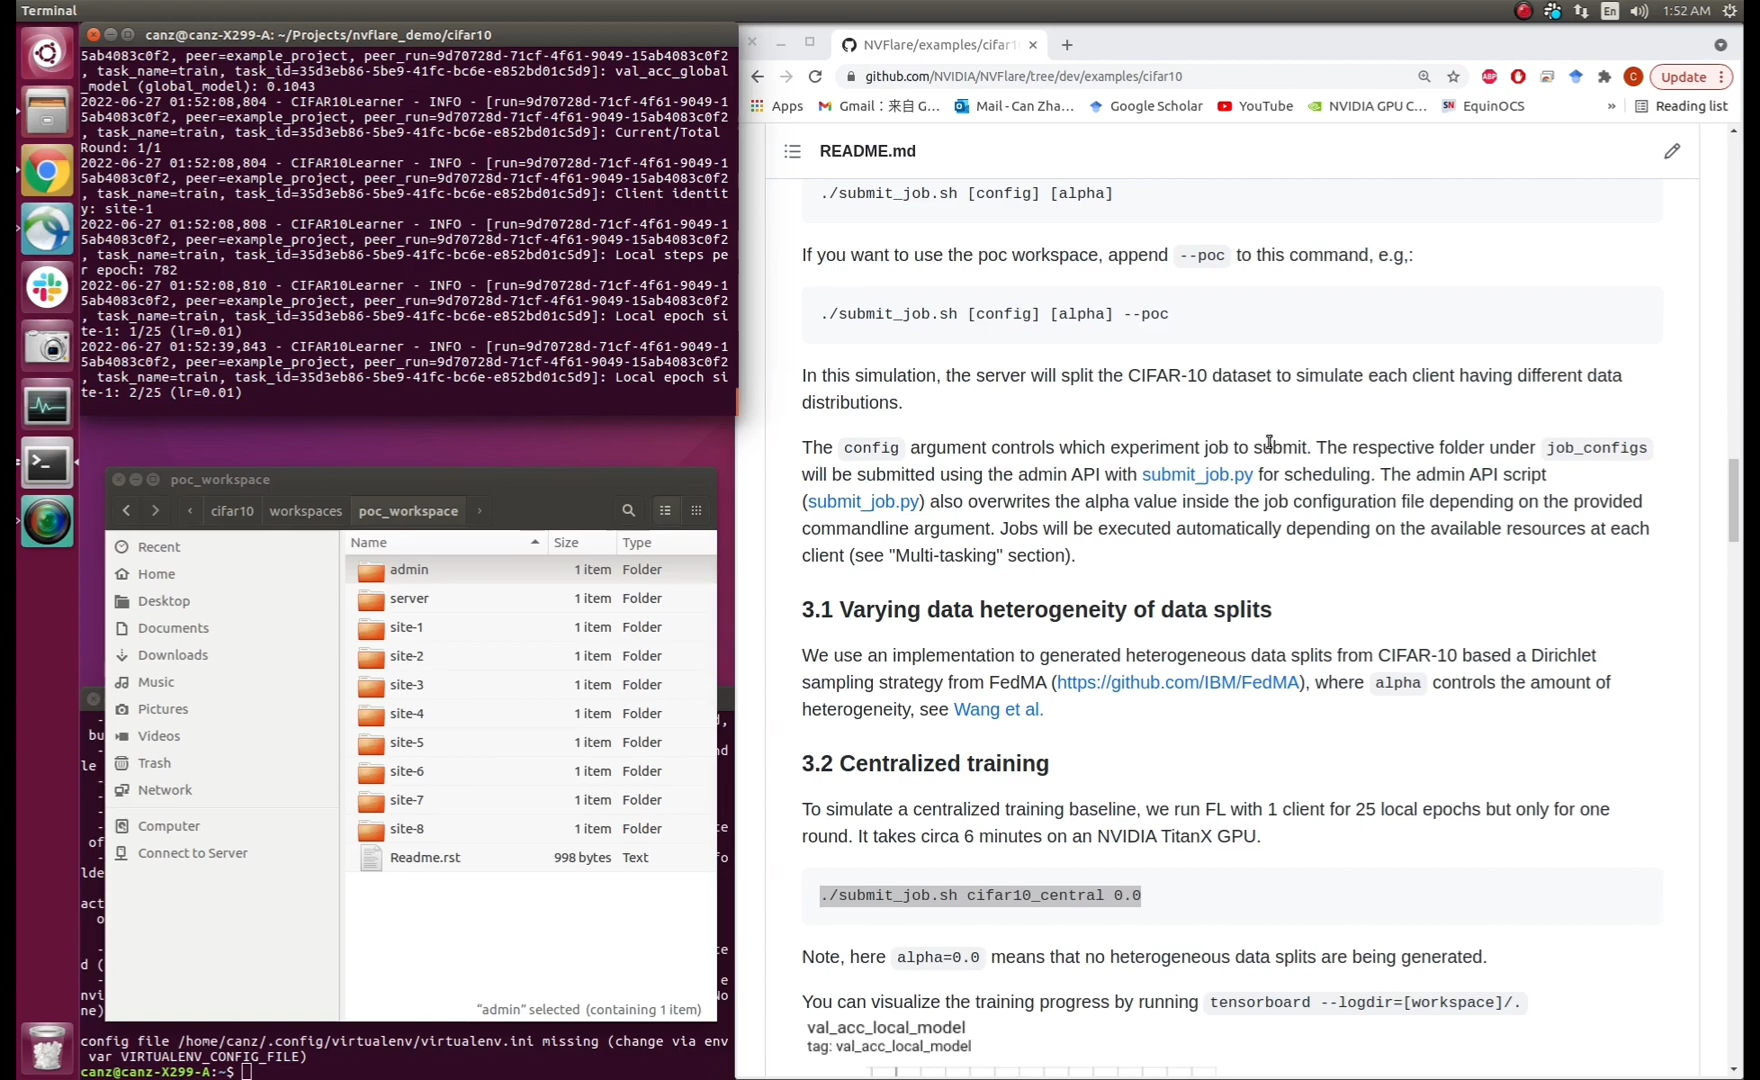 Terminal
En
1:52 AM
canz@canz-X299-A: ~/Projects/nvflare_demo/cifar10
5ab4083c0f2, peer=example_project, peer_run=9d70728d-71cf-4f61-9049-15ab4083c0f2
, task_name=train, task_id=35d3eb86-5be9-41fc-bc6e-e852bd01c5d9]: val_acc_global
_model (global_model): 0.1043
2022-06-27 01:52:08,804 - CIFAR10Learner - INFO - [run=9d70728d-71cf-4f61-9049-1
5ab4083c0f2, peer=example_project, peer_run=9d70728d-71cf-4f61-9049-15ab4083c0f2
, task_name=train, task_id=35d3eb86-5be9-41fc-bc6e-e852bd01c5d9]: Current/Total
Round: 1/1
2022-06-27 01:52:08,804 - CIFAR10Learner - INFO - [run=9d70728d-71cf-4f61-9049-1
5ab4083c0f2, peer=example_project, peer_run=9d70728d-71cf-4f61-9049-15ab4083c0f2
, task_name=train, task_id=35d3eb86-5be9-41fc-bc6e-e852bd01c5d9]: Client identit
y: site-1
2022-06-27 01:52:08,808 - CIFAR10Learner - INFO - [run=9d70728d-71cf-4f61-9049-1
5ab4083c0f2, peer=example_project, peer_run=9d70728d-71cf-4f61-9049-15ab4083c0f2
, task_name=train, task_id=35d3eb86-5be9-41fc-bc6e-e852bd01c5d9]: Local steps pe
r epoch: 782
2022-06-27 01:52:08,810 - CIFAR10Learner - INFO - [run=9d70728d-71cf-4f61-9049-1
5ab4083c0f2, peer=example_project, peer_run=9d70728d-71cf-4f61-9049-15ab4083c0f2
, task_name=train, task_id=35d3eb86-5be9-41fc-bc6e-e852bd01c5d9]: Local epoch si
te-1: 1/25 (lr=0.01)
2022-06-27 01:52:39,843 - CIFAR10Learner - INFO - [run=9d70728d-71cf-4f61-9049-1
5ab4083c0f2, peer=example_project, peer_run=9d70728d-71cf-4f61-9049-15ab4083c0f2
, task_name=train, task_id=35d3eb86-5be9-41fc-bc6e-e852bd01c5d9]: Local epoch si
te-1: 2/25 (lr=0.01)
poc_workspace
cifar10 workspaces poc_workspace
Name Size Type
Recent
Home
Desktop
Documents
Downloads
Music
Pictures
Videos
Trash
Network
Computer
Connect to Server
admin 1 item Folder
server 1 item Folder
site-1 1 item Folder
site-2 1 item Folder
site-3 1 item Folder
site-4 1 item Folder
site-5 1 item Folder
site-6 1 item Folder
site-7 1 item Folder
site-8 1 item Folder
Readme.rst 998 bytes Text
“admin” selected (containing 1 item)
config file /home/canz/.config/virtualenv/virtualenv.ini missing (change via env
var VIRTUALENV_CONFIG_FILE)
canz@canz-X299-A:~$
NVFlare/examples/cifar1
github.com/NVIDIA/NVFlare/tree/dev/examples/cifar10
ABP
C
Update
Apps
Gmail：来自 G...
Mail - Can Zha...
Google Scholar
YouTube
NVIDIA GPU C...
SN EquinOCS
»
Reading list
README.md
./submit_job.sh [config] [alpha]
If you want to use the poc workspace, append --poc to this command, e.g,:
./submit_job.sh [config] [alpha] --poc
In this simulation, the server will split the CIFAR-10 dataset to simulate each client having different data
distributions.
The config argument controls which experiment job to submit. The respective folder under job_configs
will be submitted using the admin API with submit_job.py for scheduling. The admin API script
(submit_job.py) also overwrites the alpha value inside the job configuration file depending on the provided
commandline argument. Jobs will be executed automatically depending on the available resources at each
client (see "Multi-tasking" section).
3.1 Varying data heterogeneity of data splits
We use an implementation to generated heterogeneous data splits from CIFAR-10 based a Dirichlet
sampling strategy from FedMA (https://github.com/IBM/FedMA), where alpha controls the amount of
heterogeneity, see Wang et al.
3.2 Centralized training
To simulate a centralized training baseline, we run FL with 1 client for 25 local epochs but only for one
round. It takes circa 6 minutes on an NVIDIA TitanX GPU.
./submit_job.sh cifar10_central 0.0
Note, here alpha=0.0 means that no heterogeneous data splits are being generated.
You can visualize the training progress by running tensorboard --logdir=[workspace]/.
val_acc_local_model
tag: val_acc_local_model